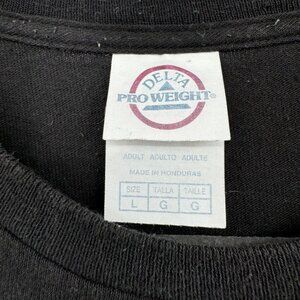 DELTA
PRO WEIGHT®
ADULT ADULTO ADULTE
MADE IN HONDURAS
SIZE TALLA TAILLE
L G G